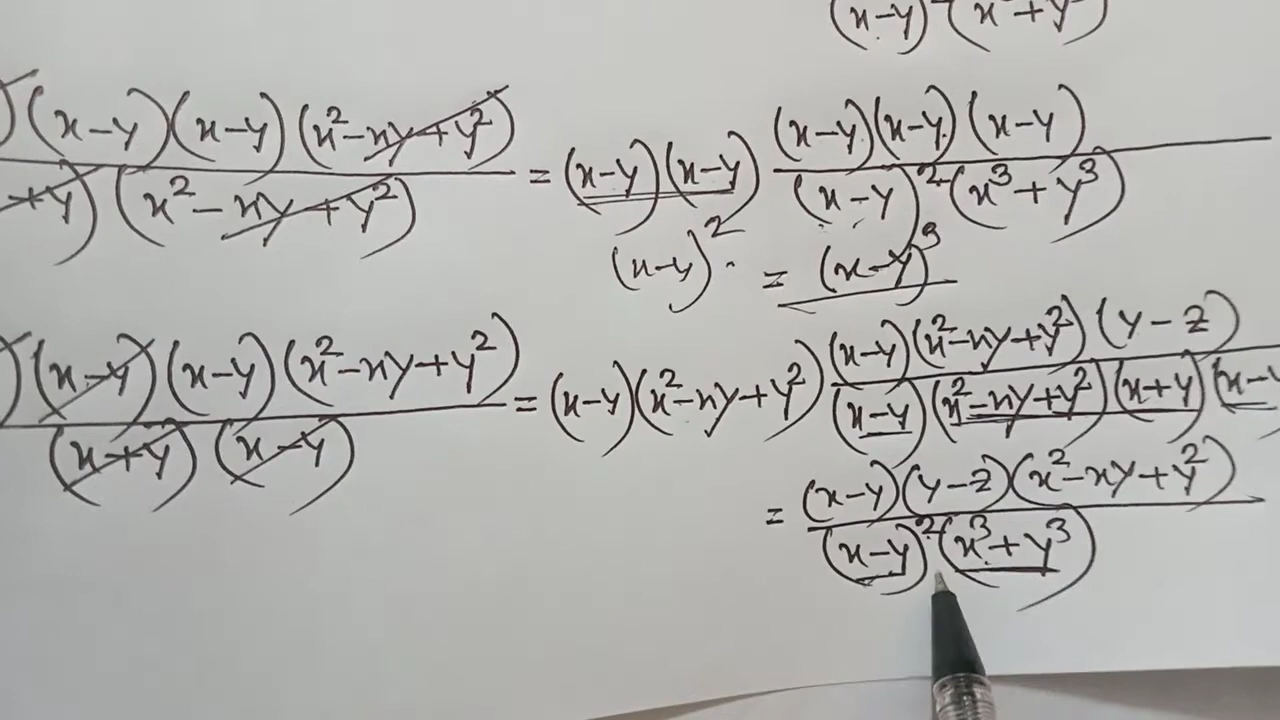 (x-y)² (x³+y³)
)(x-y)(x-y)(x²-xy+y²)
+y)(x²-xy+y²)
= (x-y)(x-y)
(x-y)².
(x-y)(x-y)(x-y)
(x-y)²(x³+y³)
= (x-y)³
)(x-y)(x-y)(x²-xy+y²)
(x+y)(x-y)
= (x-y)(x²-xy+y²)
(x-y)(x²-xy+y²)(y-z)
(x-y)(x²-xy+y²)(x+y)(x-y
= (x-y)(y-z)(x²-xy+y²)
(x-y)²(x³+y³)